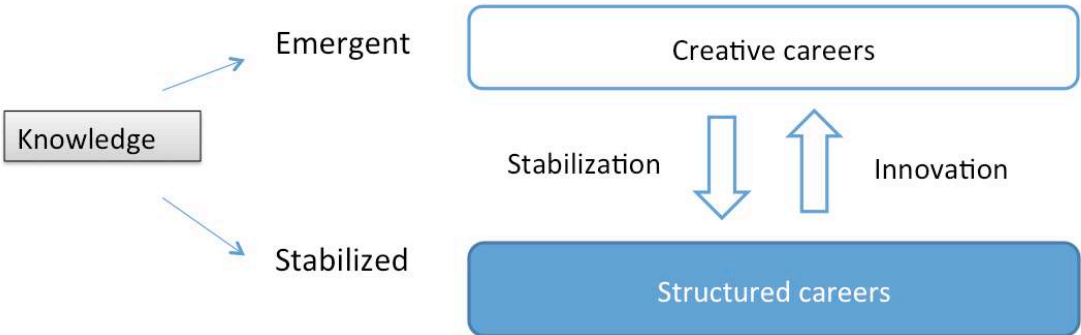 Emergent
Creative careers
Knowledge
Stabilization
Innovation
Stabilized
Structured careers